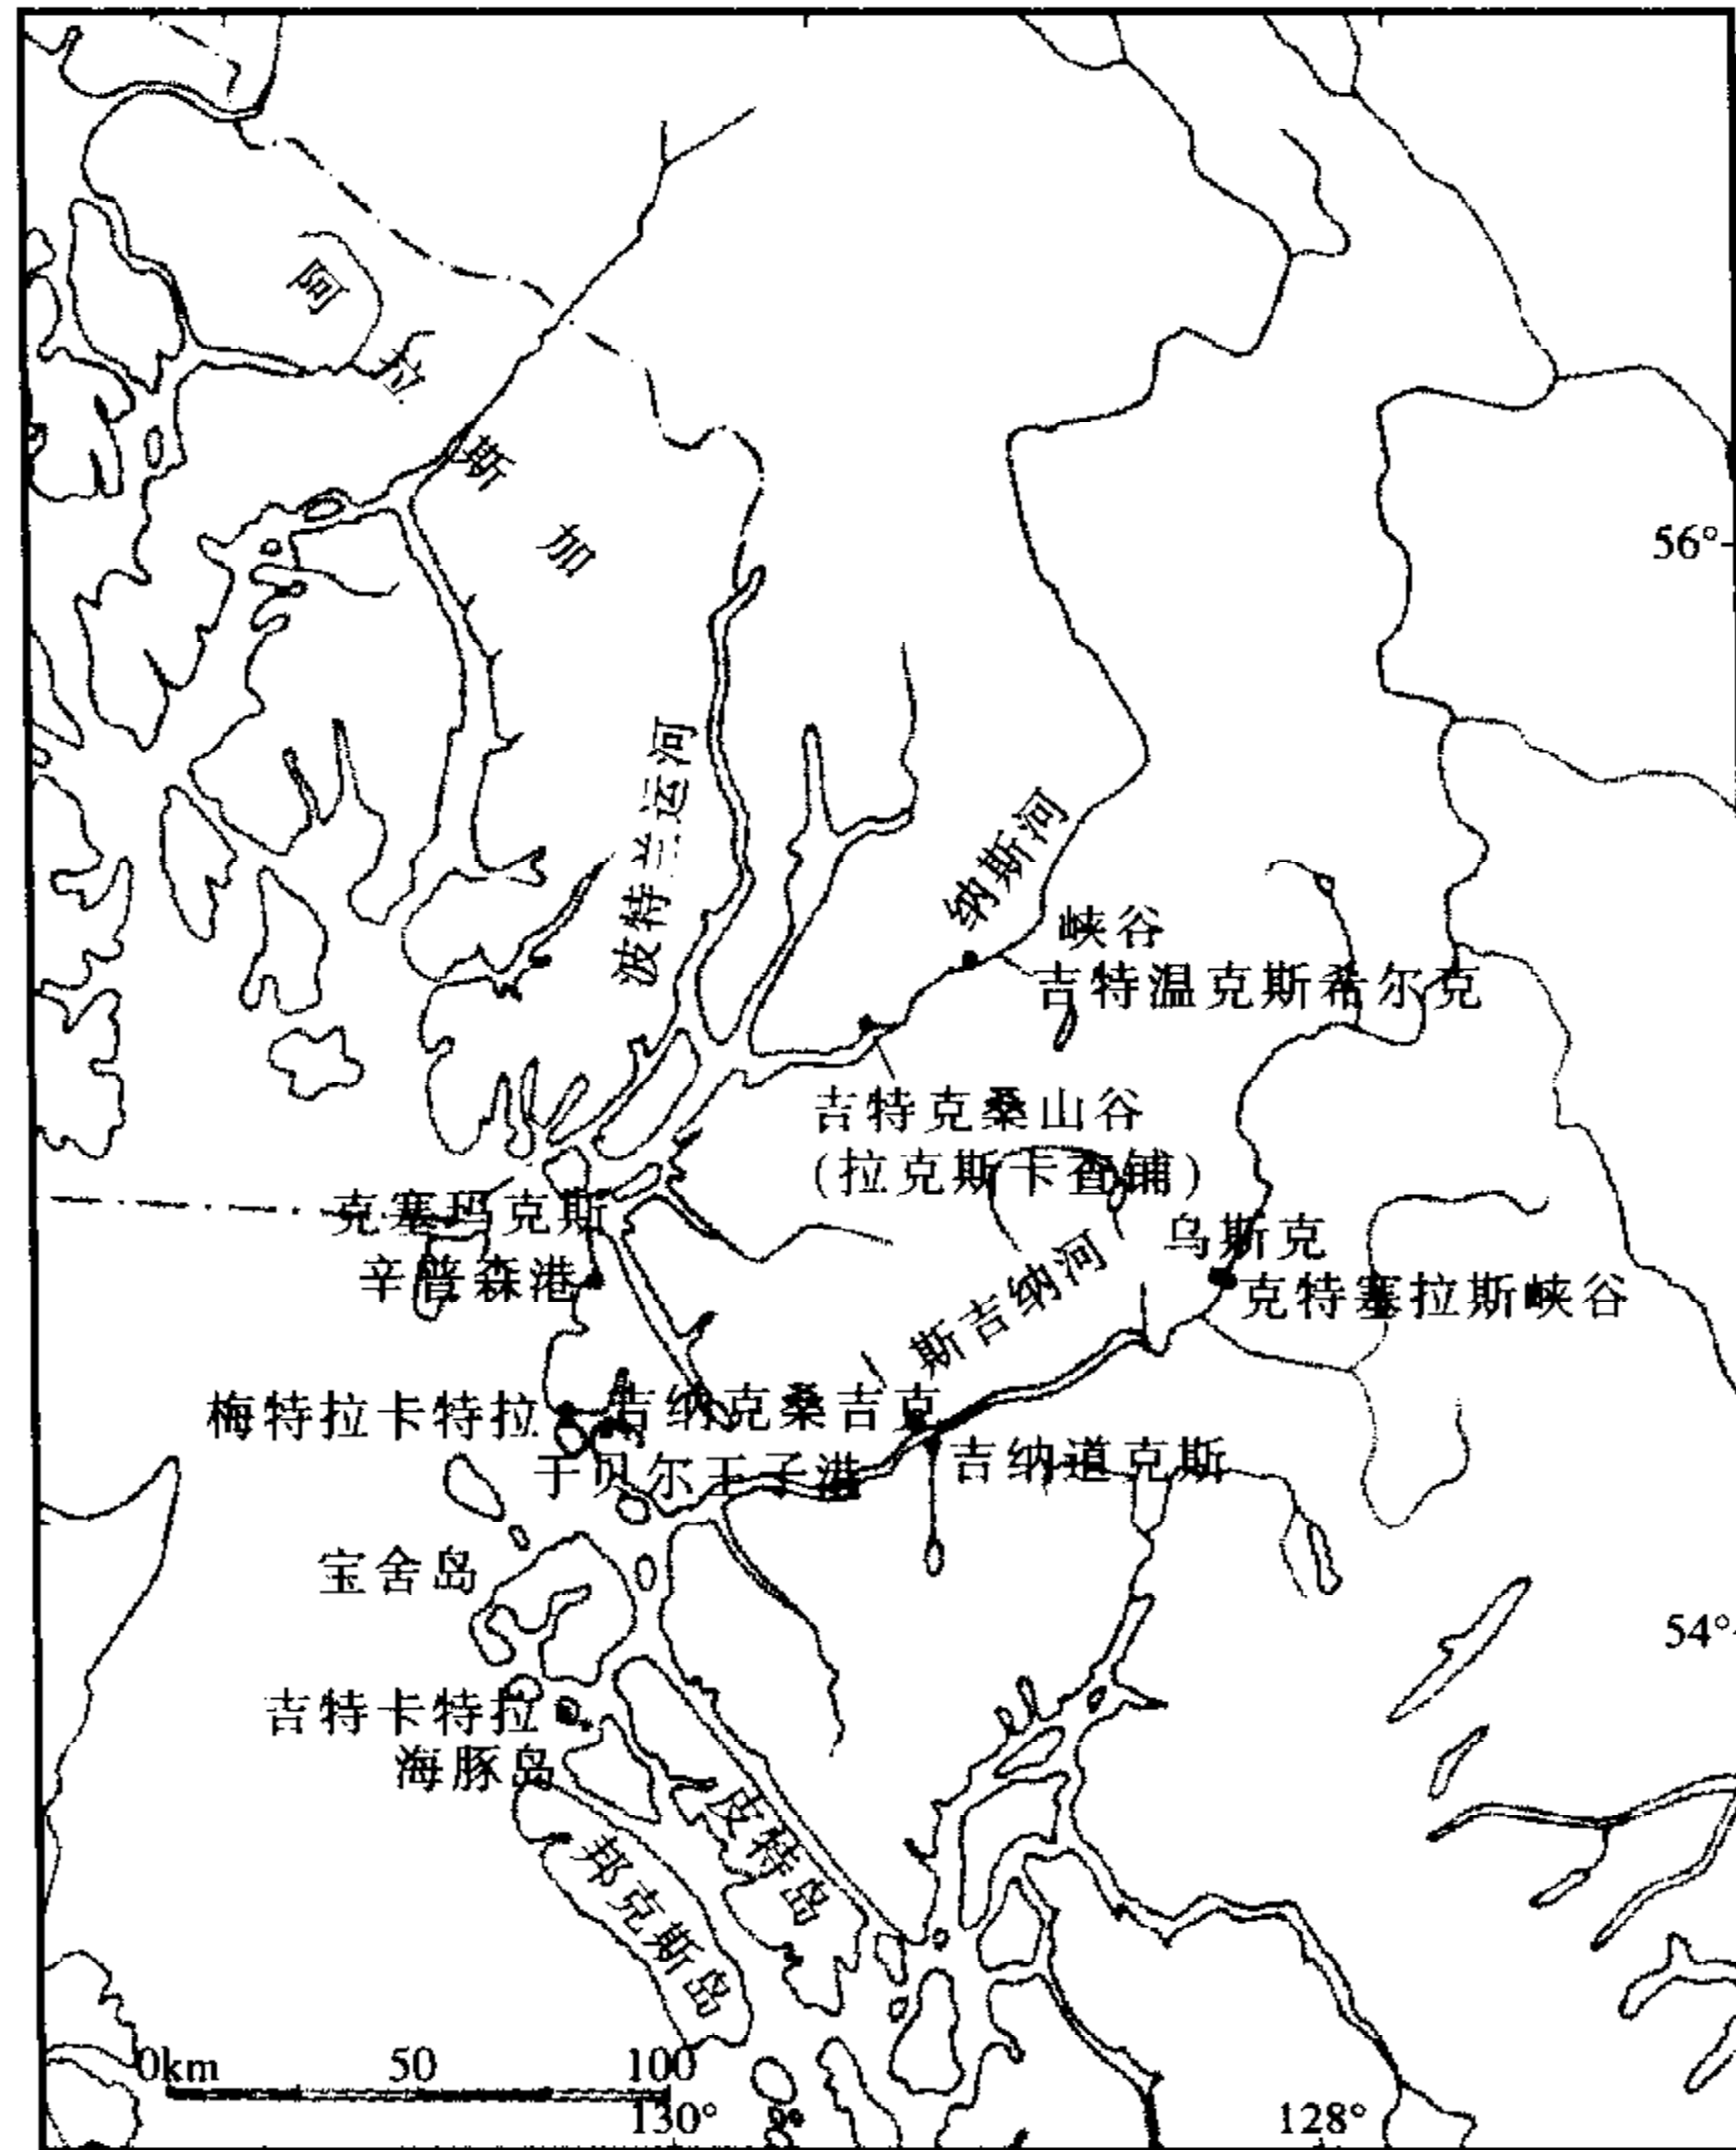 阿拉斯加
56°
波特兰运河
纳斯河
峡谷
吉特温克斯希尔克
吉特克桑山谷
(拉克斯卡查铺)
克塞玛克斯
乌斯克
辛普森港
斯吉纳河
克特塞拉斯峡谷
梅特拉卡特拉
吉纳克桑吉克
于贝尔王子港
吉纳道克斯
宝舍岛
54°
吉特卡特拉
海豚岛
皮特岛
邦克斯岛
0km 50 100
130° 128°